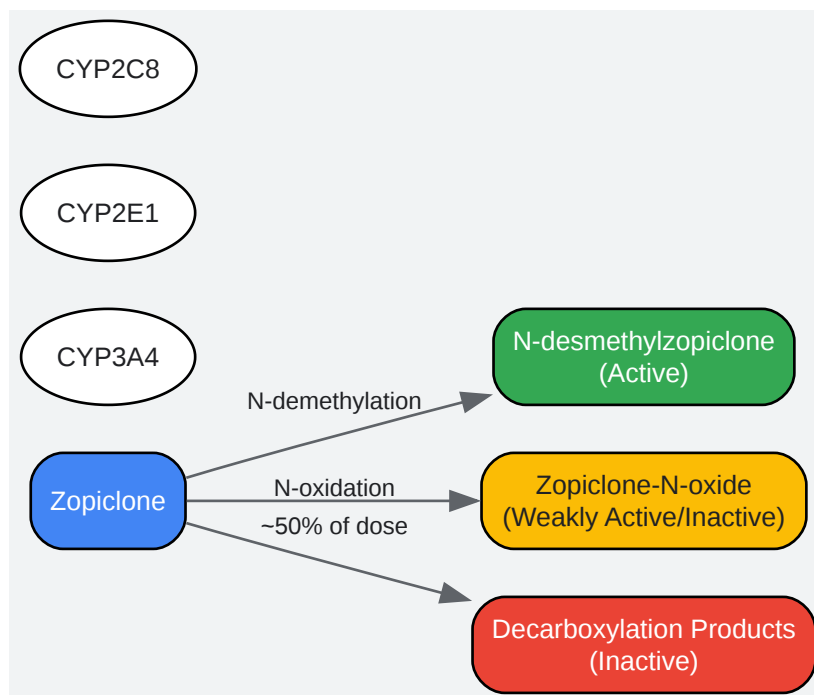 CYP2C8
CYP2E1
CYP3A4
N-desmethylzopiclone
(Active)
N-demethylation
Zopiclone
N-oxidation
~50% of dose
Zopiclone-N-oxide
(Weakly Active/Inactive)
Decarboxylation Products
(Inactive)